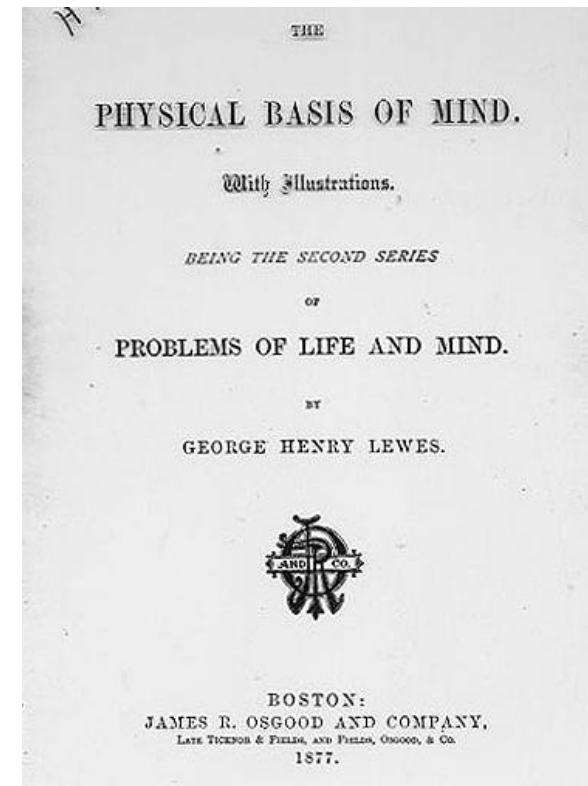 THE
PHYSICAL BASIS OF MIND.
With Illustrations.
BEING THE SECOND SERIES
OF
PROBLEMS OF LIFE AND MIND.
BY
GEORGE HENRY LEWES.
AND CO.
BOSTON:
JAMES R. OSGOOD AND COMPANY,
LATE TICKNOR & FIELDS, AND FIELDS, OSGOOD, & CO.
1877.